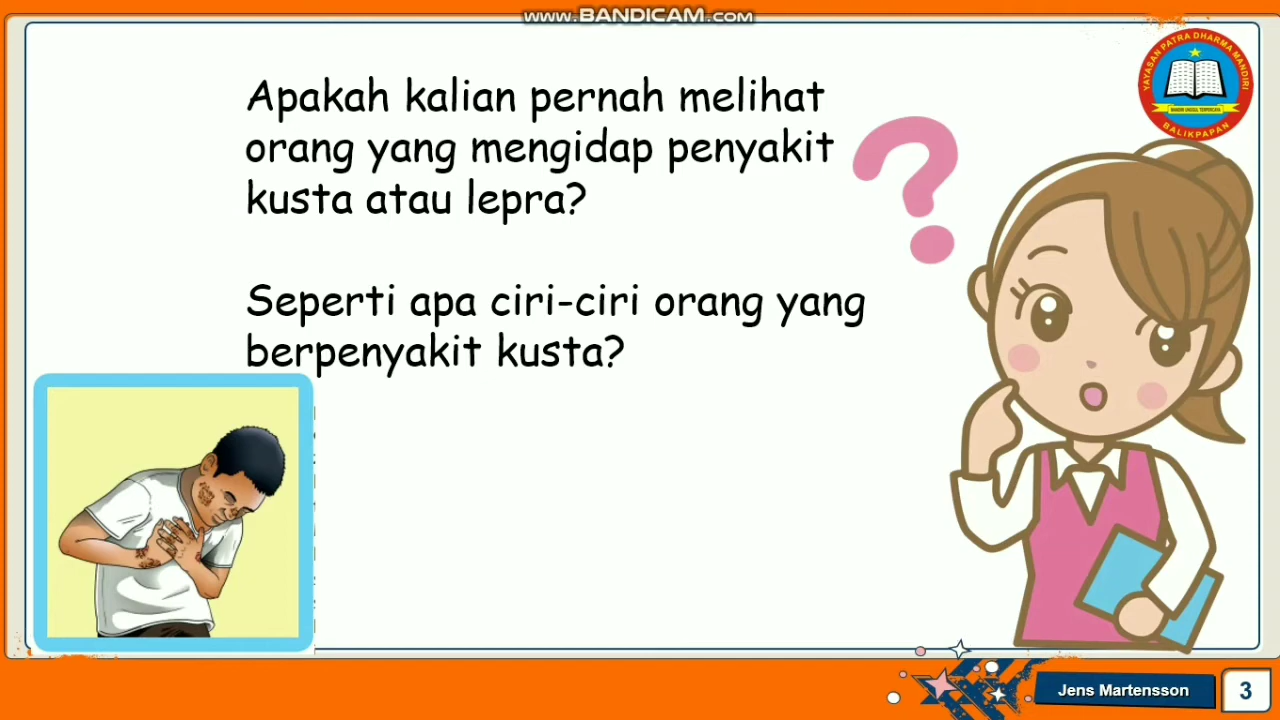 WWW.BANDICAM.COM
YAYASAN PATRA DHARMA MANDIRI
BALIKPAPAN
Apakah kalian pernah melihat
orang yang mengidap penyakit
kusta atau lepra?
Seperti apa ciri-ciri orang yang
berpenyakit kusta?
Jens Martensson
3